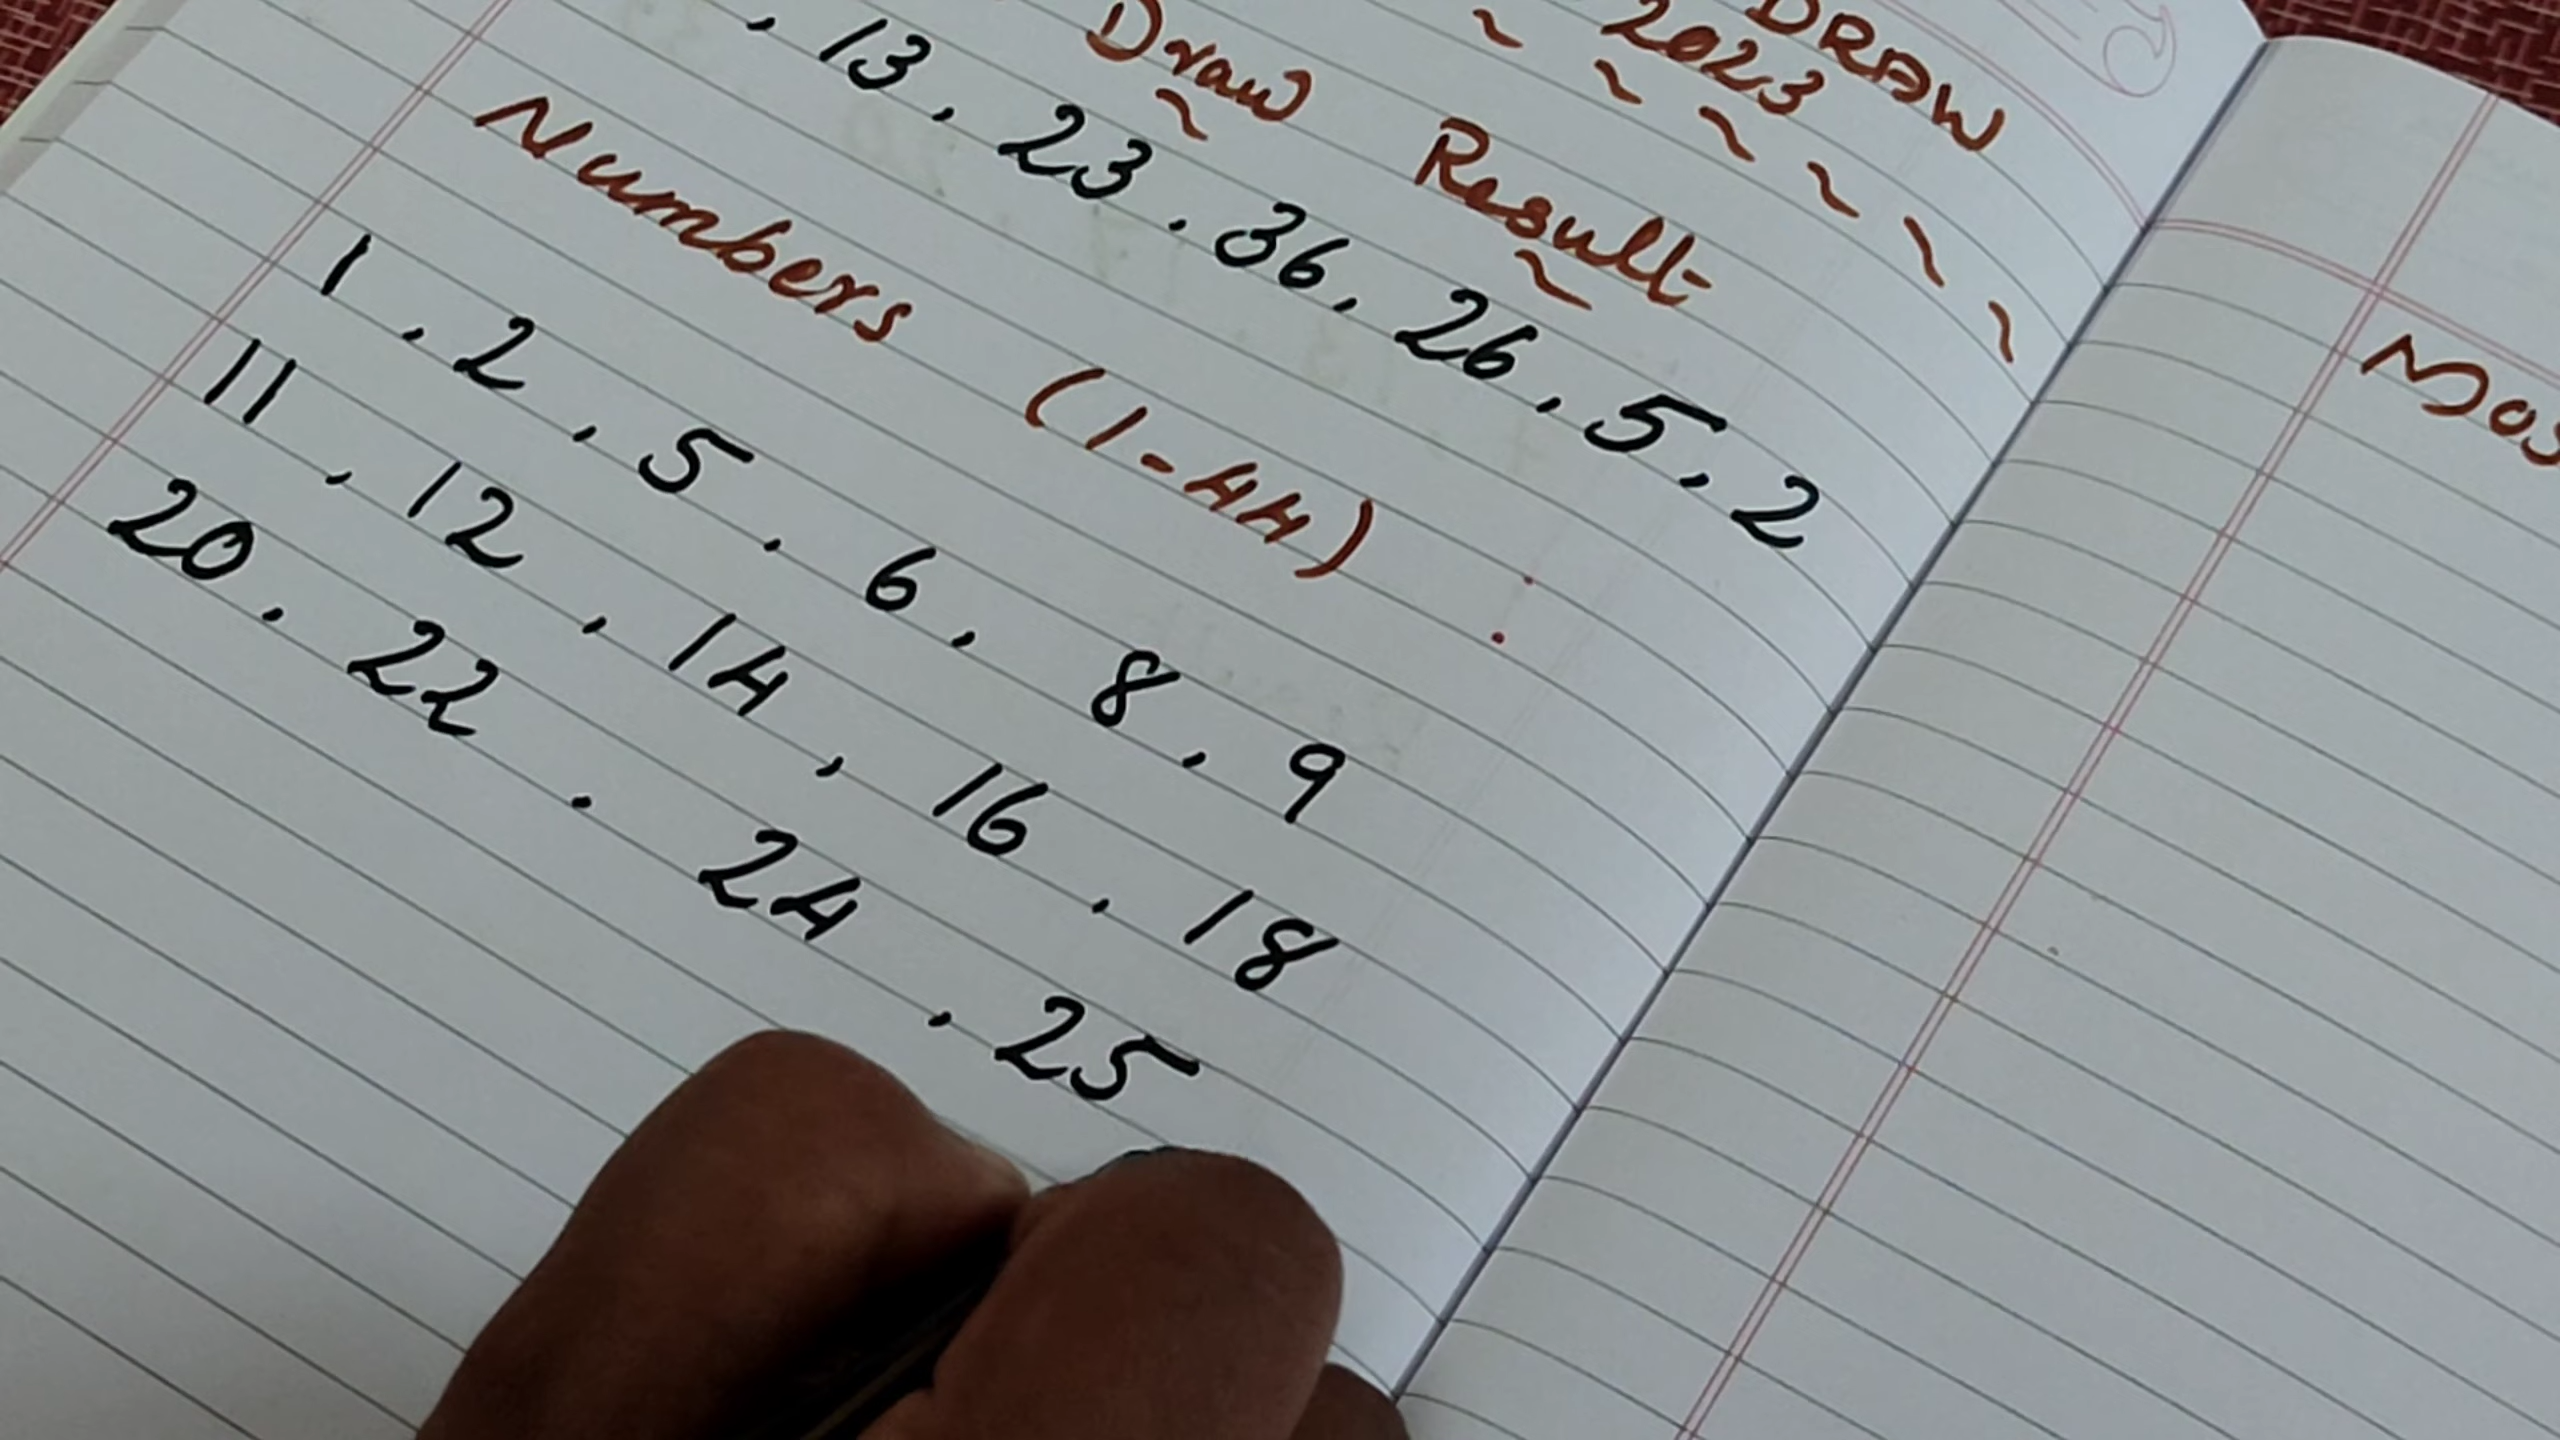 DRAW
2023
Draw Result
, 13, 23, 36, 26, 5, 2
Numbers (1-44) :
1, 2, 5, 6, 8, 9
11, 12, 14, 16, 18
20, 22, 24, 25
Mos